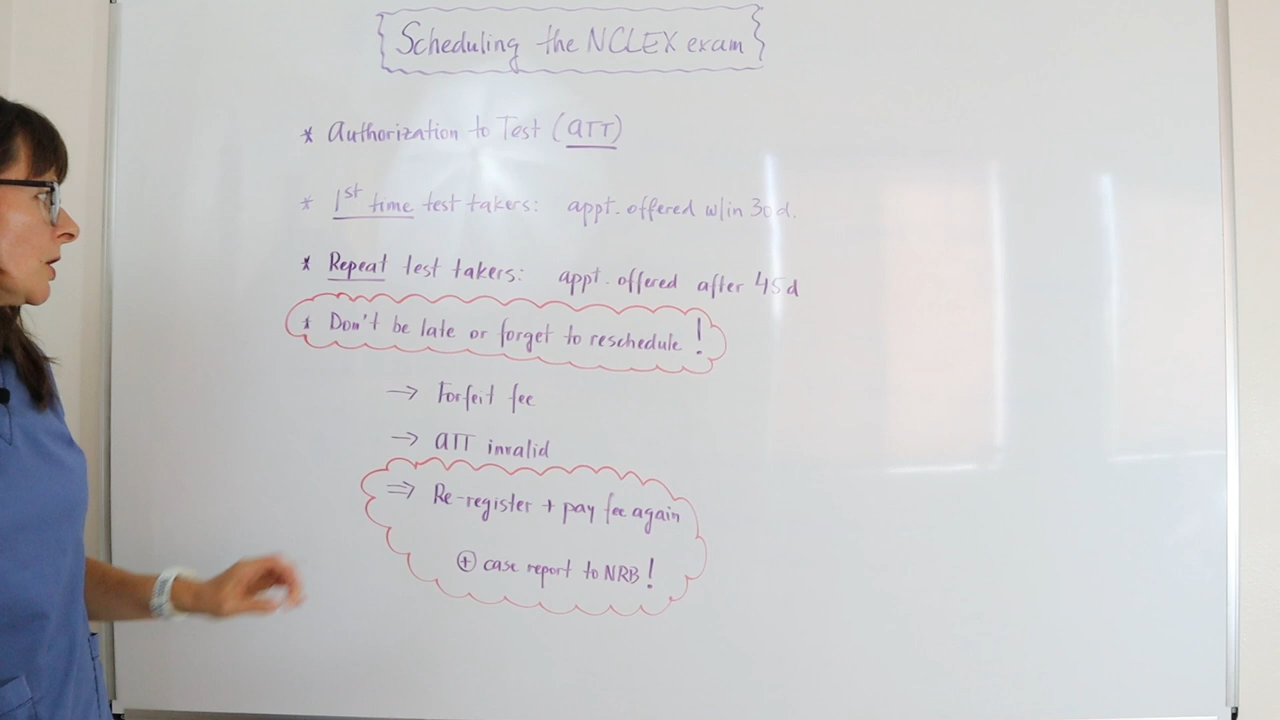 Scheduling the NCLEX exam
* Authorization to Test (ATT)
* 1st time test takers: appt. offered w/in 30d.
* Repeat test takers: appt. offered after 45d
* Don't be late or forget to reschedule!
→ Forfeit fee
→ ATT invalid
⇒ Re-register + pay fee again
⊕ case report to NRB!